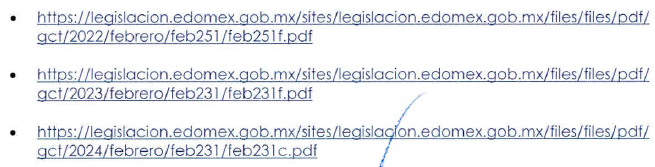 • https://legislacion.edomex.gob.mx/sites/legislacion.edomex.gob.mx/files/files/pdf/
gct/2022/febrero/feb251/feb251f.pdf
• https://legislacion.edomex.gob.mx/sites/legislacion.edomex.gob.mx/files/files/pdf/
gct/2023/febrero/feb231/feb231f.pdf
• https://legislacion.edomex.gob.mx/sites/legislacion.edomex.gob.mx/files/files/pdf/
gct/2024/febrero/feb231/feb231c.pdf